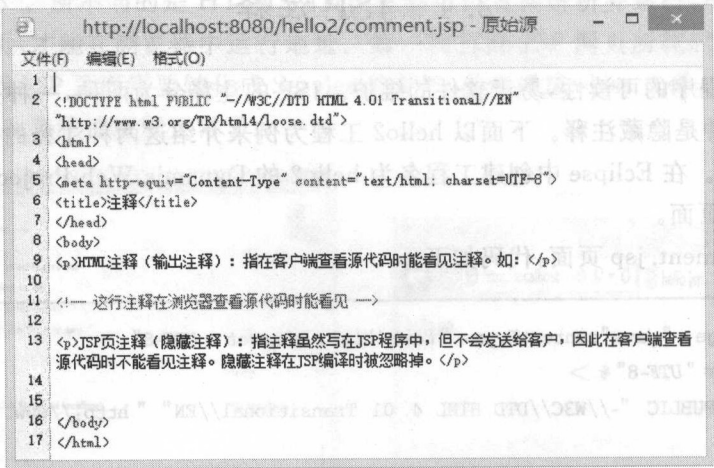 http://localhost:8080/hello2/comment.jsp - 原始源
文件(F) 编辑(E) 格式(O)
1
2 <!DOCTYPE html PUBLIC "-//W3C//DTD HTML 4.01 Transitional//EN"
"http://www.w3.org/TR/html4/loose.dtd">
3 <html>
4 <head>
5 <meta http-equiv="Content-Type" content="text/html; charset=UTF-8">
6 <title>注释</title>
7 </head>
8 <body>
9 <p>HTML注释（输出注释）：指在客户端查看源代码时能看见注释。如：</p>
10
11 <!-- 这行注释在浏览器查看源代码时能看见 -->
12
13 <p>JSP页注释（隐藏注释）：指注释虽然写在JSP程序中，但不会发送给客户，因此在客户端查看
源代码时不能看见注释。隐藏注释在JSP编译时被忽略掉。</p>
14
15
16 </body>
17 </html>